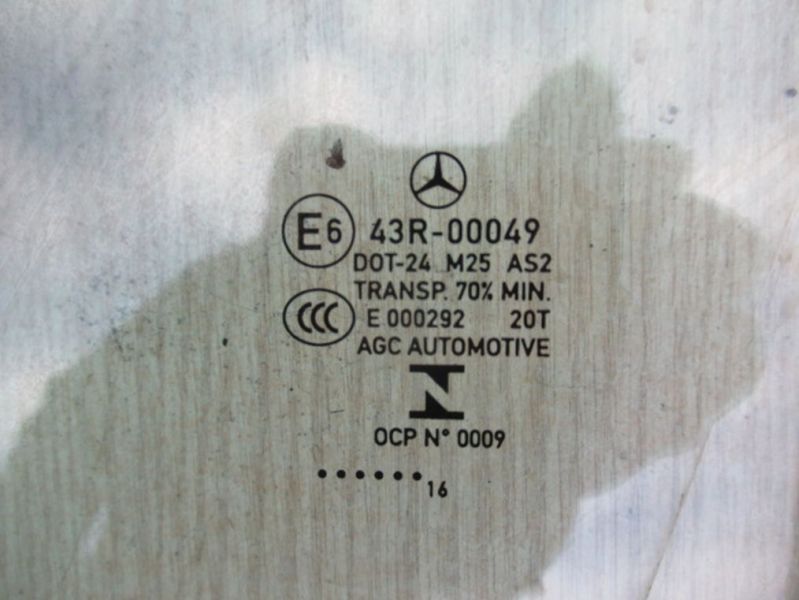 E6 43R-00049
DOT-24 M25 AS2
TRANSP. 70% MIN.
CCC E 000292 20T
AGC AUTOMOTIVE
N
OCP N° 0009
...... 16